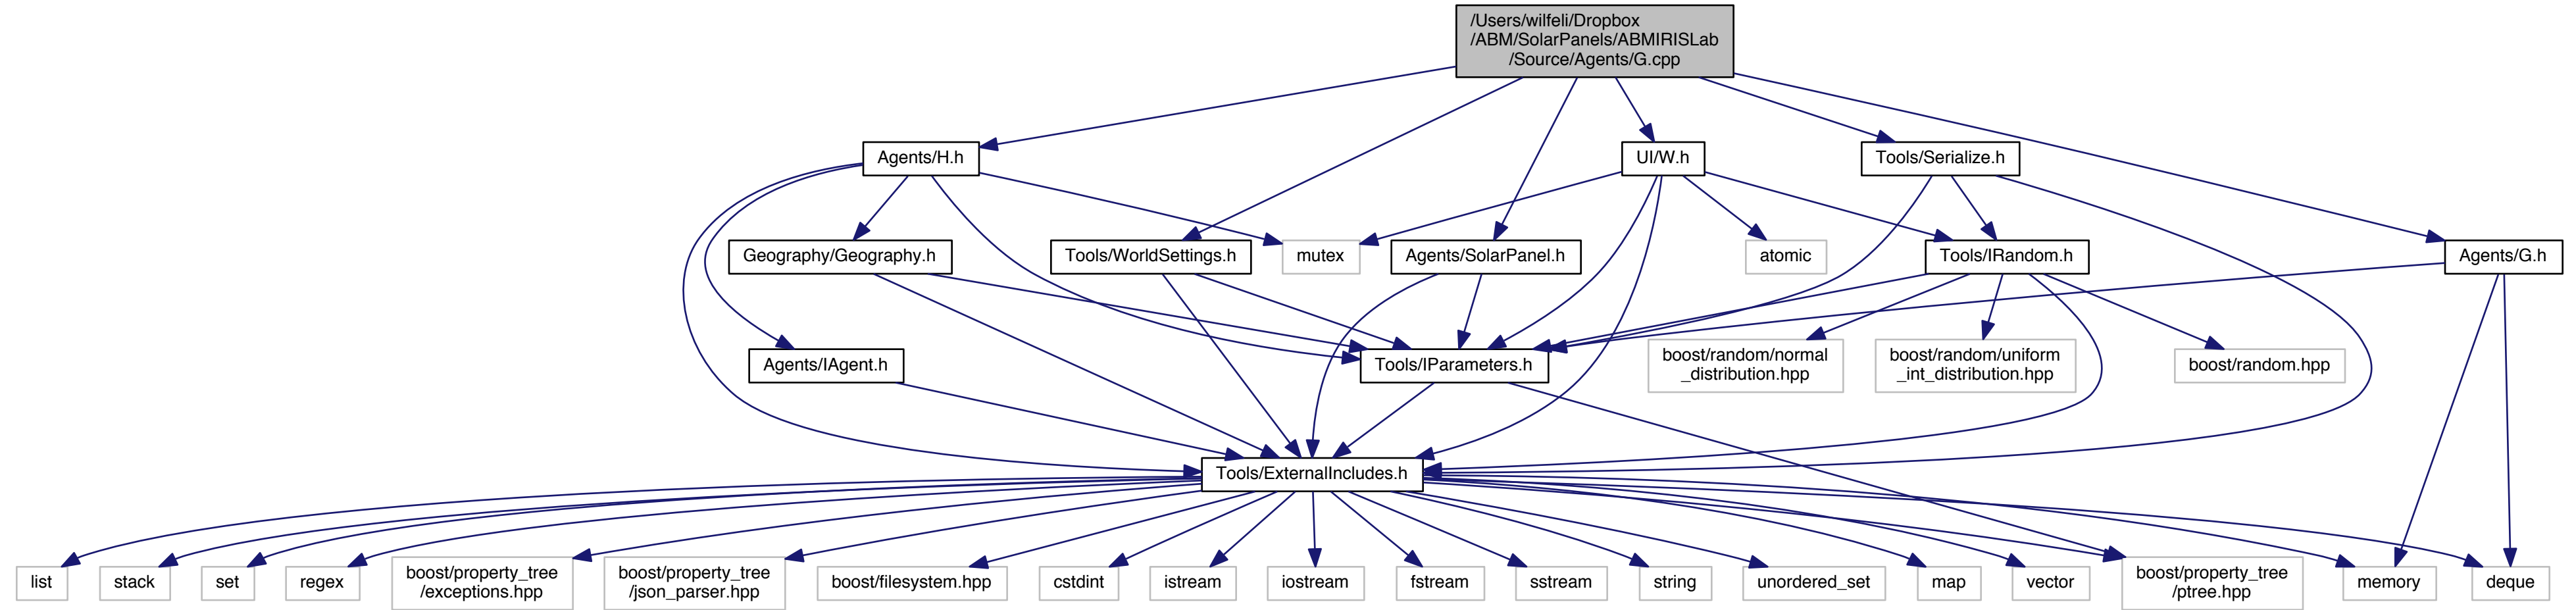 /Users/wilfeli/Dropbox
/ABM/SolarPanels/ABMIRISLab
/Source/Agents/G.cpp
Agents/H.h
UI/W.h
Tools/Serialize.h
Geography/Geography.h
Tools/WorldSettings.h
mutex
Agents/SolarPanel.h
atomic
Tools/IRandom.h
Agents/G.h
Agents/IAgent.h
Tools/IParameters.h
boost/random/normal
_distribution.hpp
boost/random/uniform
_int_distribution.hpp
boost/random.hpp
Tools/ExternalIncludes.h
list
stack
set
regex
boost/property_tree
/exceptions.hpp
boost/property_tree
/json_parser.hpp
boost/filesystem.hpp
cstdint
istream
iostream
fstream
sstream
string
unordered_set
map
vector
boost/property_tree
/ptree.hpp
memory
deque